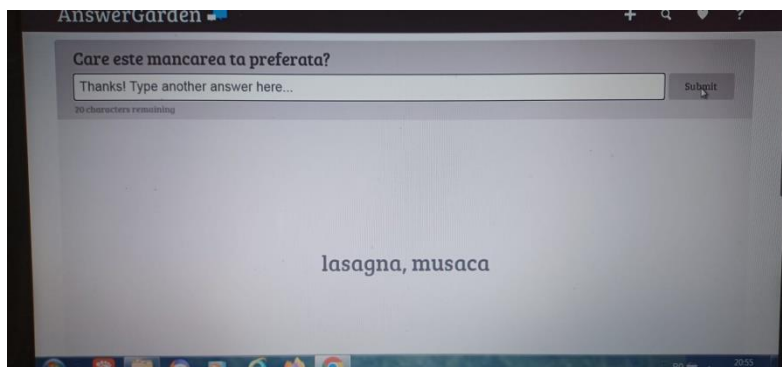 AnswerGarden
Care este mancarea ta preferata?
Thanks! Type another answer here...
Submit
20 characters remaining
lasagna, musaca
20:55